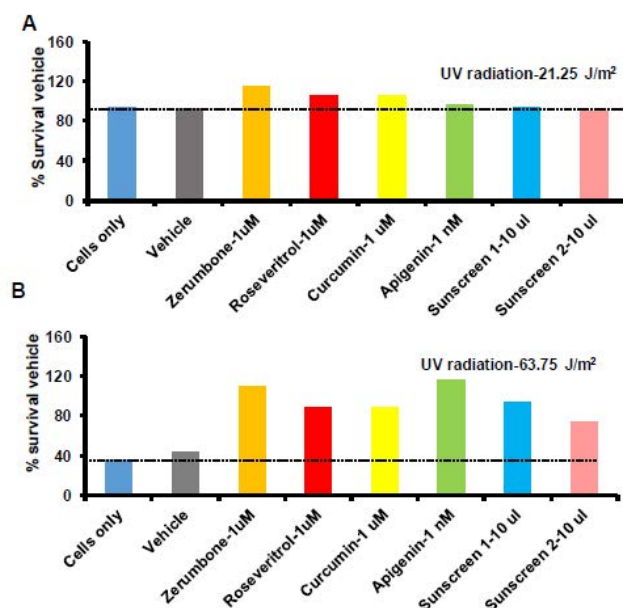 A
160
120
80
40
0
% Survival vehicle
UV radiation-21.25 J/m²
Cells only
Vehicle
Zerumbone-1uM
Roseveritrol-1uM
Curcumin-1 uM
Apigenin-1 nM
Sunscreen 1-10 ul
Sunscreen 2-10 ul
B
160
120
80
40
0
% survival vehicle
UV radiation-63.75 J/m²
Cells only
Vehicle
Zerumbone-1uM
Roseveritrol-1uM
Curcumin-1 uM
Apigenin-1 nM
Sunscreen 1-10 ul
Sunscreen 2-10 ul